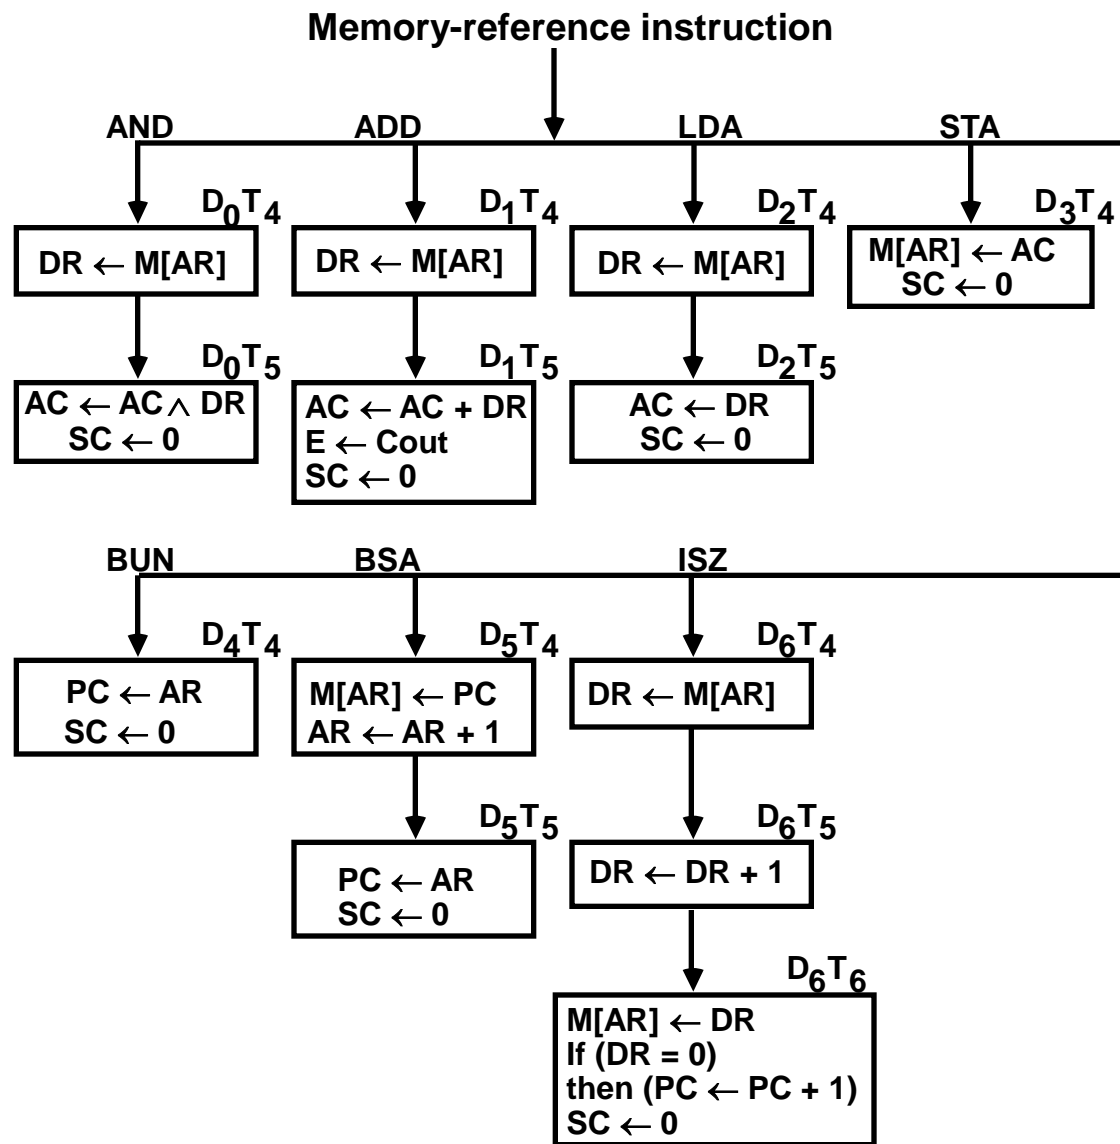 Memory-reference instruction
AND ADD LDA STA
D0T4 D1T4 D2T4 D3T4
DR ← M[AR]
DR ← M[AR]
DR ← M[AR]
M[AR] ← AC
SC ← 0
D0T5 D1T5 D2T5
AC ← AC ∧ DR
SC ← 0
AC ← AC + DR
E ← Cout
SC ← 0
AC ← DR
SC ← 0
BUN BSA ISZ
D4T4 D5T4 D6T4
PC ← AR
SC ← 0
M[AR] ← PC
AR ← AR + 1
DR ← M[AR]
D5T5 D6T5
PC ← AR
SC ← 0
DR ← DR + 1
D6T6
M[AR] ← DR
If (DR = 0)
then (PC ← PC + 1)
SC ← 0